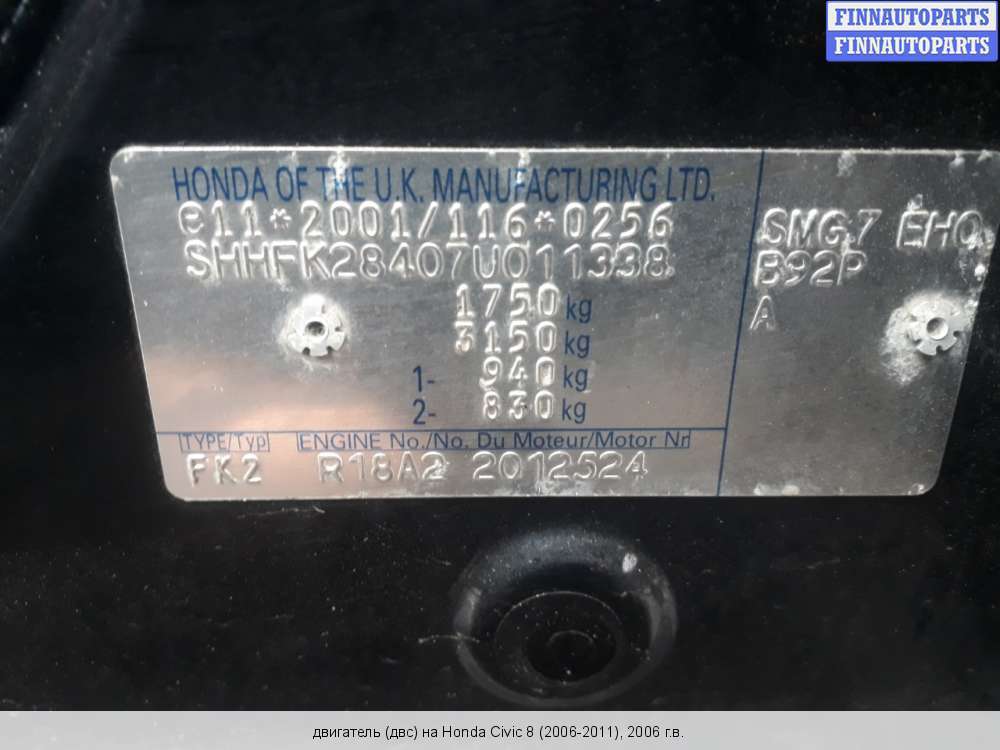 FINNAUTOPARTS
FINNAUTOPARTS
HONDA OF THE U.K. MANUFACTURING LTD.
e11*2001/116*0256
SHHFK28407U011338
1750 kg
3150 kg
1- 940 kg
2- 830 kg
TYPE/Typ ENGINE No./No. Du Moteur/Motor Nr
FK2 R18A2 2012524
SMG7 EHO
B92P
A
двигатель (двс) на Honda Civic 8 (2006-2011), 2006 г.в.